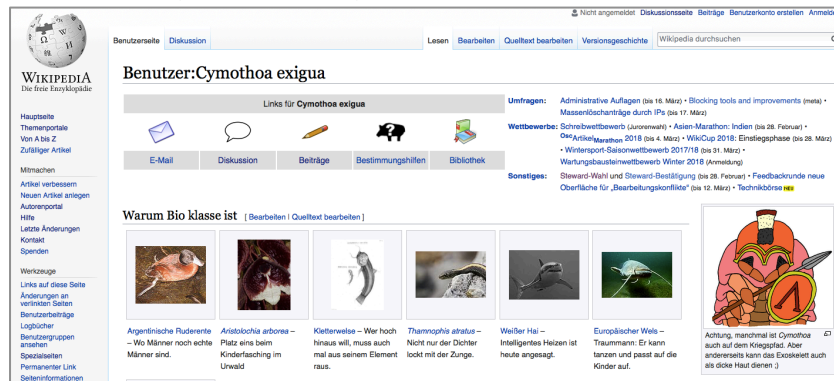 Nicht angemeldet Diskussionsseite Beiträge Benutzerkonto erstellen
Benutzerseite Diskussion Lesen Bearbeiten Quelltext bearbeiten Versionsgeschichte Wikipedia durchsuchen
WIKIPEDIA
Die freie Enzyklopädie
Hauptseite
Themenportale
Von A bis Z
Zufälliger Artikel
Mitmachen
Artikel verbessern
Neuen Artikel anlegen
Autorenportal
Hilfe
Letzte Änderungen
Kontakt
Spenden
Werkzeuge
Links auf diese Seite
Änderungen an
verlinkten Seiten
Benutzerbeiträge
Logbücher
Benutzergruppen
ansehen
Spezialseiten
Permanenter Link
Seiteninformationen
Benutzer:Cymothoa exigua
Links für Cymothoa exigua
E-Mail Diskussion Beiträge Bestimmungshilfen Bibliothek
Umfragen: Administrative Auflagen (bis 16. März) • Blocking tools and improvements (meta) •
Massenlöschanträge durch IPs (bis 17. März)
Wettbewerbe: Schreibwettbewerb (Jurorenwahl) • Asien-Marathon: Indien (bis 28. Februar) •
OscArtikelMarathon 2018 (bis 4. März) • WikiCup 2018: Einstiegsphase (bis 28. Februar)
• Wintersport-Saisonwettbewerb 2017/18 (bis 31. März) •
Wartungsbausteinwettbewerb Winter 2018 (Anmeldung)
Sonstiges: Steward-Wahl und Steward-Bestätigung (bis 28. Februar) • Feedbackrunde neue
Oberfläche für „Bearbeitungskonflikte“ (bis 12. März) • Technikbörse NEU
Warum Bio klasse ist [ Bearbeiten | Quelltext bearbeiten ]
Argentinische Ruderente
– Wo Männer noch echte
Männer sind.
Aristolochia arborea –
Platz eins beim
Kinderfasching im
Urwald
Kletterwelse – Wer hoch
hinaus will, muss auch
mal aus seinem Element
raus.
Thamnophis atratus –
Nicht nur der Dichter
lockt mit der Zunge.
Weißer Hai –
Intelligentes Heizen ist
heute angesagt.
Europäischer Wels –
Traummann: Er kann
tanzen und passt auf die
Kinder auf.
Achtung, manchmal ist Cymothoa
auch auf dem Kriegspfad. Aber
andererseits kann das Exoskelett auch
als dicke Haut dienen ;)